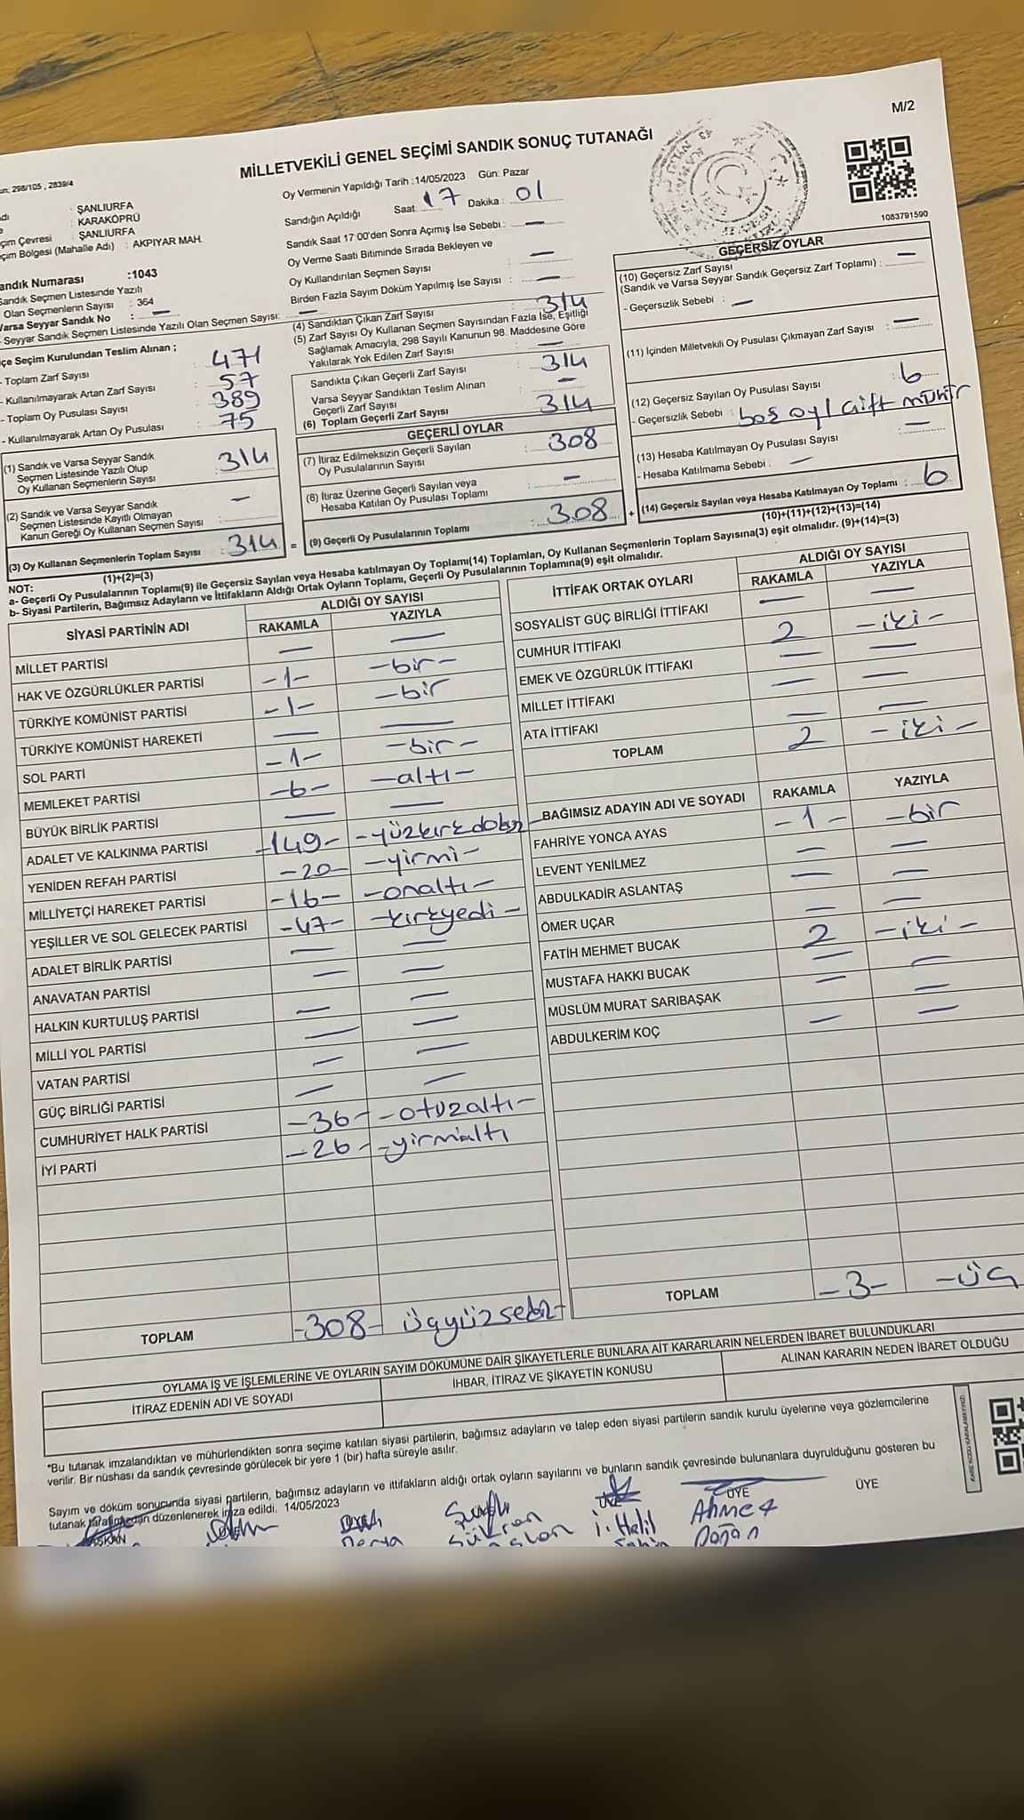 M/2
MİLLETVEKİLİ GENEL SEÇİMİ SANDIK SONUÇ TUTANAĞI
298/105 , 2839/4
Oy Vermenin Yapıldığı Tarih :14/05/2023 Gün: Pazar
: ŞANLIURFA
: KARAKÖPRÜ
Çevresi : ŞANLIURFA
Bölgesi (Mahalle Adı) : AKPIYAR MAH.
Numarası :1043
Sandık Seçmen Listesinde Yazılı
Olan Seçmenlerin Sayısı : 364
Varsa Seyyar Sandık No : —
- Seyyar Sandık Seçmen Listesinde Yazılı Olan Seçmen Sayısı: —
Seçim Kurulundan Teslim Alınan ;
- Toplam Zarf Sayısı : 471
- Kullanılmayarak Artan Zarf Sayısı : 57
- Toplam Oy Pusulası Sayısı : 389
- Kullanılmayarak Artan Oy Pusulası : 75
(1) Sandık ve Varsa Seyyar Sandık
Seçmen Listesinde Yazılı Olup
Oy Kullanan Seçmenlerin Sayısı : 314
(2) Sandık ve Varsa Seyyar Sandık
Seçmen Listesinde Kayıtlı Olmayan
Kanun Gereği Oy Kullanan Seçmen Sayısı : —
(3) Oy Kullanan Seçmenlerin Toplam Sayısı : 314
(1)+(2)=(3)
Sandığın Açıldığı Saat 17 Dakika 01
Sandık Saat 17:00'den Sonra Açımış İse Sebebi : —
Oy Verme Saati Bitiminde Sırada Bekleyen ve
Oy Kullandırılan Seçmen Sayısı : —
Birden Fazla Sayım Döküm Yapılmış İse Sayısı : —
(4) Sandıktan Çıkan Zarf Sayısı : 314
(5) Zarf Sayısı Oy Kullanan Seçmen Sayısından Fazla İse, Eşitliği
Sağlamak Amacıyla, 298 Sayılı Kanunun 98. Maddesine Göre
Yakılarak Yok Edilen Zarf Sayısı : —
Sandıkta Çıkan Geçerli Zarf Sayısı : 314
Varsa Seyyar Sandıktan Teslim Alınan
Geçerli Zarf Sayısı : —
(6) Toplam Geçerli Zarf Sayısı : 314
GEÇERLİ OYLAR
(7) İtiraz Edilmeksizin Geçerli Sayılan
Oy Pusulalarının Sayısı : 308
(8) İtiraz Üzerine Geçerli Sayılan veya
Hesaba Katılan Oy Pusulası Toplamı : —
= (9) Geçerli Oy Pusulalarının Toplamı : 308
1083791590
GEÇERSİZ OYLAR
(10) Geçersiz Zarf Sayısı
(Sandık ve Varsa Seyyar Sandık Geçersiz Zarf Toplamı) : —
- Geçersizlik Sebebi : —
(11) İçinden Milletvekili Oy Pusulası Çıkmayan Zarf Sayısı : —
(12) Geçersiz Sayılan Oy Pusulası Sayısı : 6
- Geçersizlik Sebebi : boş oy Çift mühür
(13) Hesaba Katılmayan Oy Pusulası Sayısı : —
- Hesaba Katılmama Sebebi : —
+ (14) Geçersiz Sayılan veya Hesaba Katılmayan Oy Toplamı : 6
(10)+(11)+(12)+(13)=(14)
NOT:
a- Geçerli Oy Pusulalarının Toplamı(9) ile Geçersiz Sayılan veya Hesaba katılmayan Oy Toplamı(14) Toplamları, Oy Kullanan Seçmenlerin Toplam Sayısına(3) eşit olmalıdır. (9)+(14)=(3)
b- Siyasi Partilerin, Bağımsız Adayların ve İttifakların Aldığı Ortak Oyların Toplamı, Geçerli Oy Pusulalarının Toplamına(9) eşit olmalıdır.
SİYASİ PARTİNİN ADI ALDIĞI OY SAYISI
RAKAMLA YAZIYLA
MİLLET PARTİSİ — —
HAK VE ÖZGÜRLÜKLER PARTİSİ -1- -bir-
TÜRKİYE KOMÜNİST PARTİSİ -1- -bir
TÜRKİYE KOMÜNİST HAREKETİ — —
SOL PARTİ -1- -bir-
MEMLEKET PARTİSİ -6- -altı-
BÜYÜK BİRLİK PARTİSİ — —
ADALET VE KALKINMA PARTİSİ -149- -yüzkırkdokuz-
YENİDEN REFAH PARTİSİ -20- -yirmi-
MİLLİYETÇİ HAREKET PARTİSİ -16- -onaltı-
YEŞİLLER VE SOL GELECEK PARTİSİ -47- -kırkyedi-
ADALET BİRLİK PARTİSİ — —
ANAVATAN PARTİSİ — —
HALKIN KURTULUŞ PARTİSİ — —
MİLLİ YOL PARTİSİ — —
VATAN PARTİSİ — —
GÜÇ BİRLİĞİ PARTİSİ — —
CUMHURİYET HALK PARTİSİ -36- -otuzaltı-
İYİ PARTİ -26- -yirmialtı
TOPLAM -308- üçyüzsekiz-
İTTİFAK ORTAK OYLARI ALDIĞI OY SAYISI
RAKAMLA YAZIYLA
SOSYALİST GÜÇ BİRLİĞİ İTTİFAKI — —
CUMHUR İTTİFAKI 2 -iki-
EMEK VE ÖZGÜRLÜK İTTİFAKI — —
MİLLET İTTİFAKI — —
ATA İTTİFAKI — —
TOPLAM 2 -iki-
BAĞIMSIZ ADAYIN ADI VE SOYADI RAKAMLA YAZIYLA
FAHRİYE YONCA AYAS -1- -bir
LEVENT YENİLMEZ — —
ABDULKADİR ASLANTAŞ — —
ÖMER UÇAR — —
FATİH MEHMET BUCAK 2 -iki-
MUSTAFA HAKKI BUCAK — —
MÜSLÜM MURAT SARIBAŞAK — —
ABDULKERİM KOÇ — —
TOPLAM -3- -üç
OYLAMA İŞ VE İŞLEMLERİNE VE OYLARIN SAYIM DÖKÜMÜNE DAİR ŞİKAYETLERLE BUNLARA AİT KARARLARIN NELERDEN İBARET BULUNDUKLARI
İTİRAZ EDENİN ADI VE SOYADI İHBAR, İTİRAZ VE ŞİKAYETİN KONUSU ALINAN KARARIN NEDEN İBARET OLDUĞU
*Bu tutanak imzalandıktan ve mühürlendikten sonra seçime katılan siyasi partilerin, bağımsız adayların ve talep eden siyasi partilerin sandık kurulu üyelerine veya gözlemcilerine
verilir. Bir nüshası da sandık çevresinde görülecek bir yere 1 (bir) hafta süreyle asılır.
Sayım ve döküm sonucunda siyasi partilerin, bağımsız adayların ve ittifakların aldığı ortak oyların sayılarını ve bunların sandık çevresinde bulunanlara duyrulduğunu gösteren bu
tutanak tarafımızdan düzenlenerek imza edildi. 14/05/2023
BAŞKAN ÜYE ÜYE
Derya Şükran i. Halil Ahmet
Doğan